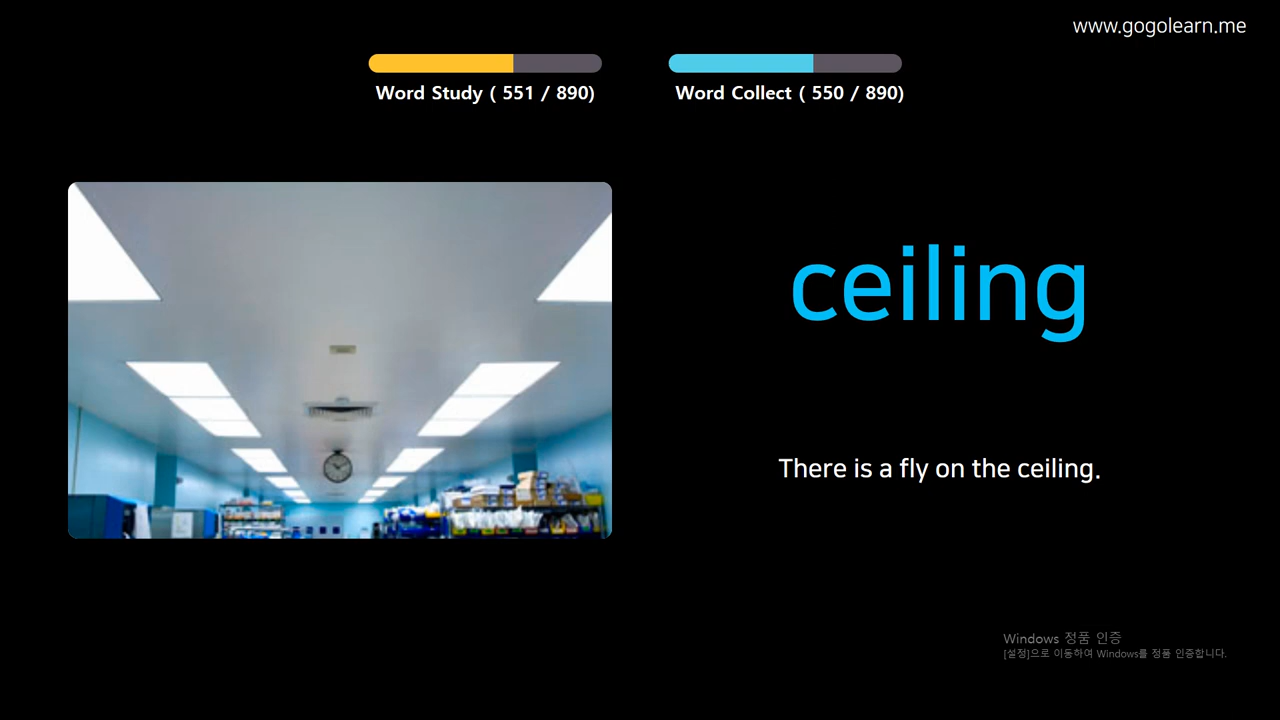 www.gogolearn.me
Word Study ( 551 / 890)
Word Collect ( 550 / 890)
ceiling
There is a fly on the ceiling.
Windows 정품 인증
[설정]으로 이동하여 Windows를 정품 인증합니다.